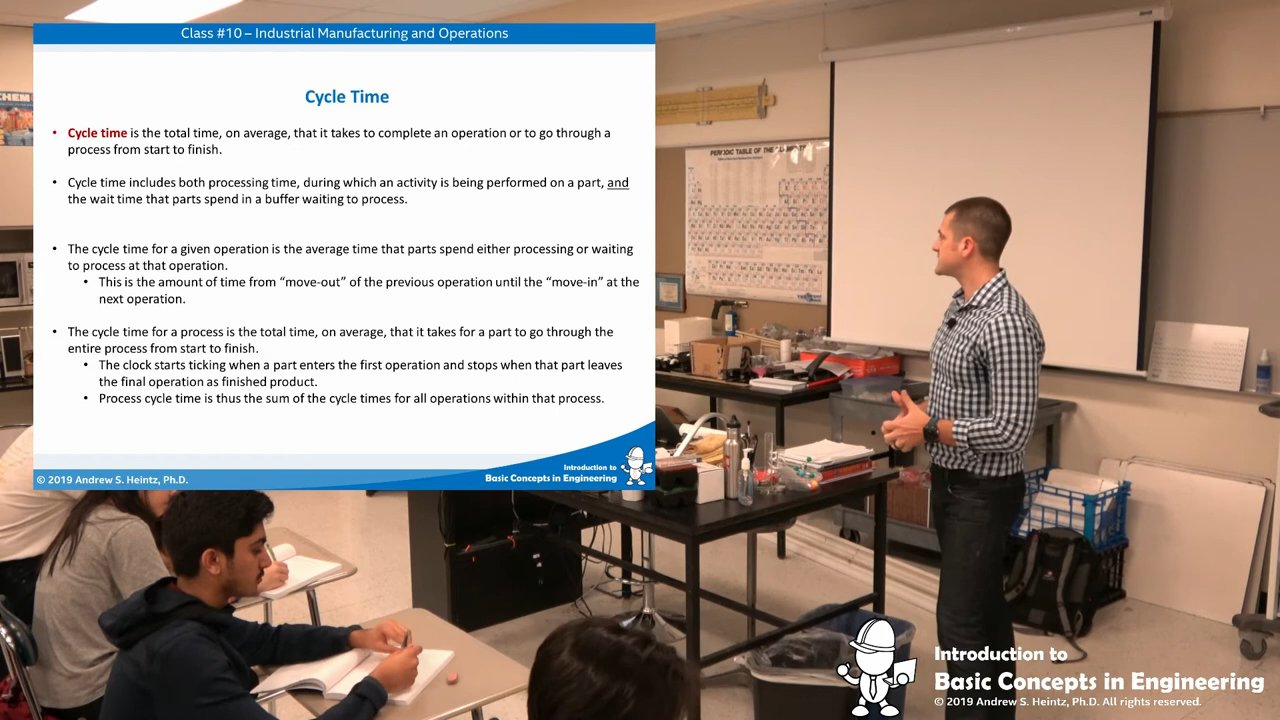 Class #10 – Industrial Manufacturing and Operations
Cycle Time
• Cycle time is the total time, on average, that it takes to complete an operation or to go through a
process from start to finish.
• Cycle time includes both processing time, during which an activity is being performed on a part, and
the wait time that parts spend in a buffer waiting to process.
• The cycle time for a given operation is the average time that parts spend either processing or waiting
to process at that operation.
• This is the amount of time from “move-out” of the previous operation until the “move-in” at the
next operation.
• The cycle time for a process is the total time, on average, that it takes for a part to go through the
entire process from start to finish.
• The clock starts ticking when a part enters the first operation and stops when that part leaves
the final operation as finished product.
• Process cycle time is thus the sum of the cycle times for all operations within that process.
© 2019 Andrew S. Heintz, Ph.D.
Introduction to
Basic Concepts in Engineering
PERIODIC TABLE OF THE ELEMENTS
Introduction to
Basic Concepts in Engineering
© 2019 Andrew S. Heintz, Ph.D. All rights reserved.